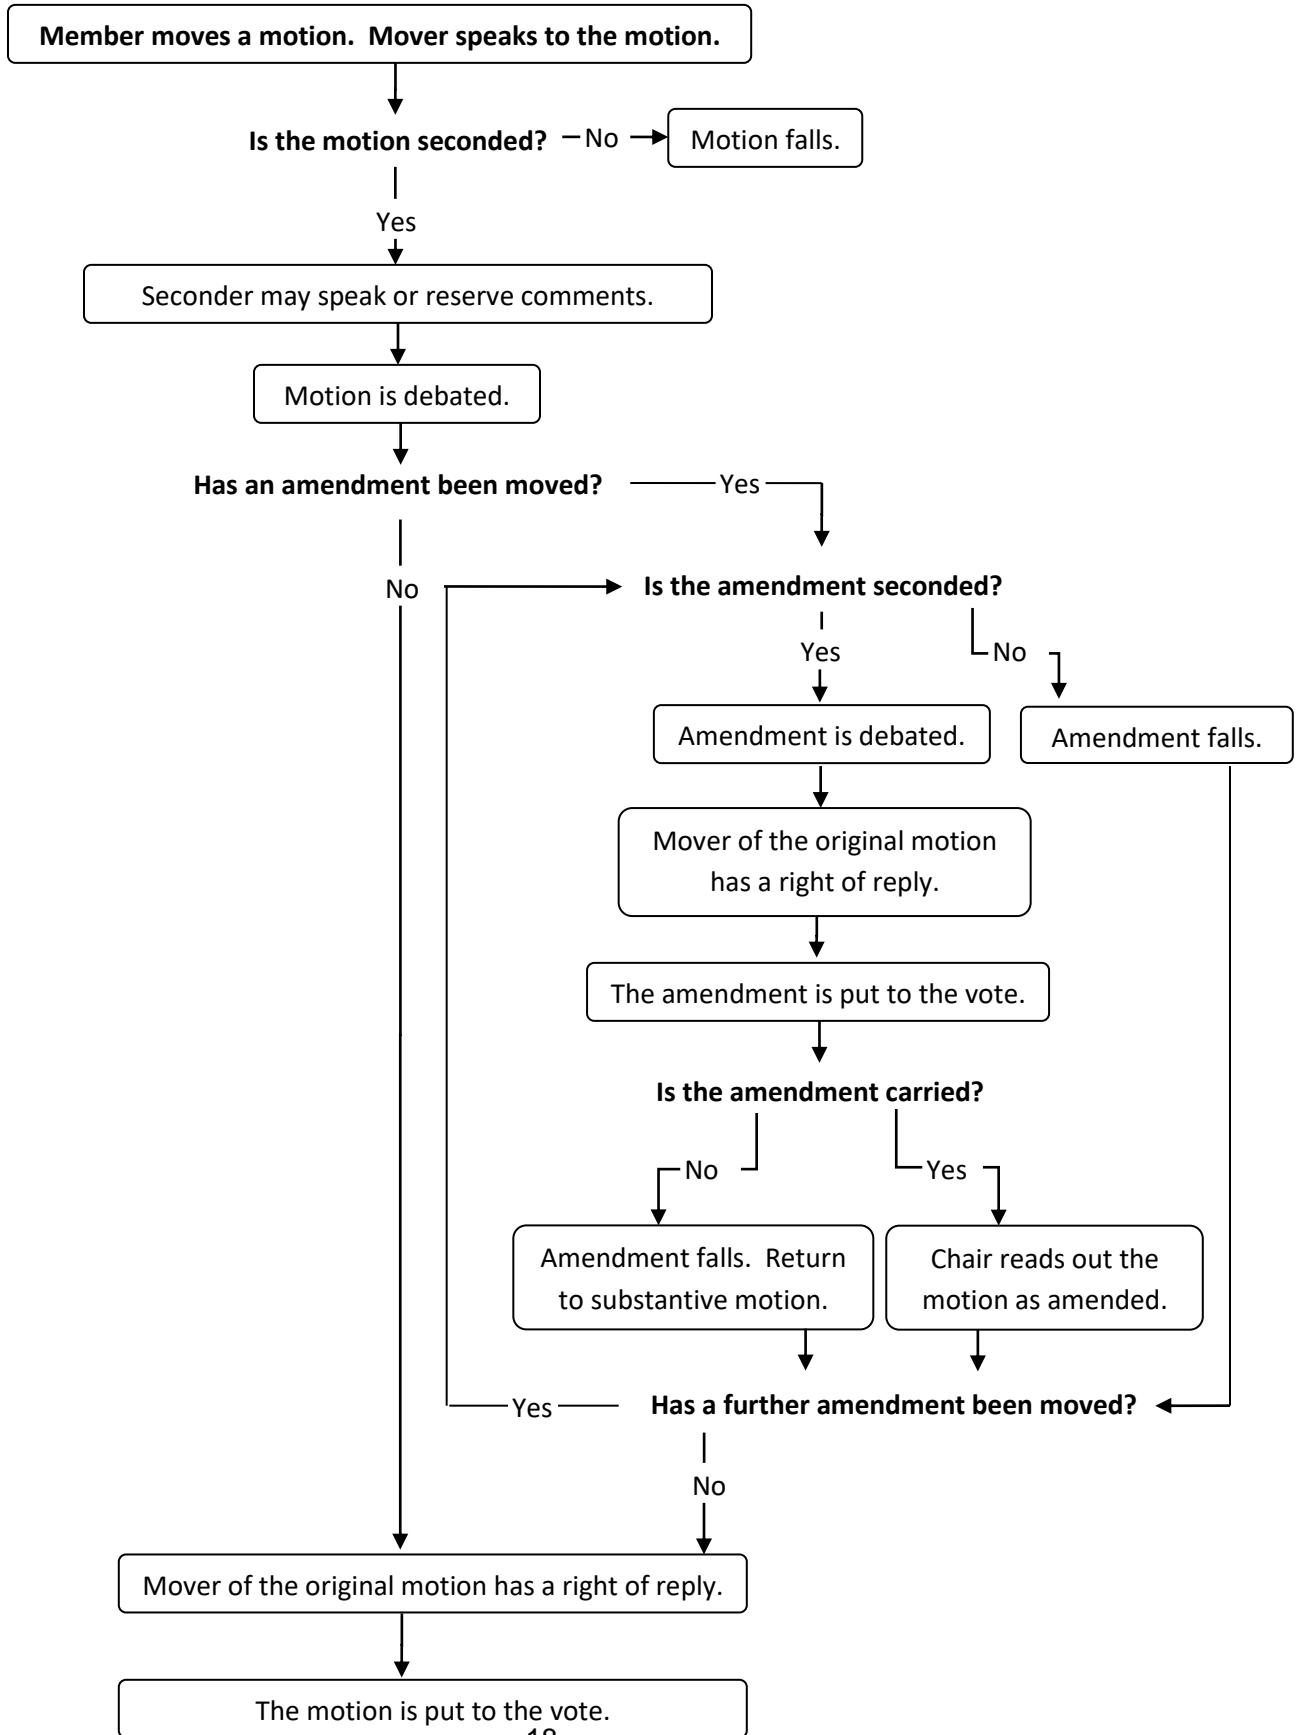 Member moves a motion.  Mover speaks to the motion.
Is the motion seconded?
No
Motion falls.
Yes
Seconder may speak or reserve comments.
Motion is debated.
Has an amendment been moved?
Yes
No
Is the amendment seconded?
Yes
No
Amendment is debated.
Amendment falls.
Mover of the original motion
has a right of reply.
The amendment is put to the vote.
Is the amendment carried?
No
Yes
Amendment falls.  Return
to substantive motion.
Chair reads out the
motion as amended.
Has a further amendment been moved?
Yes
No
Mover of the original motion has a right of reply.
The motion is put to the vote.
18